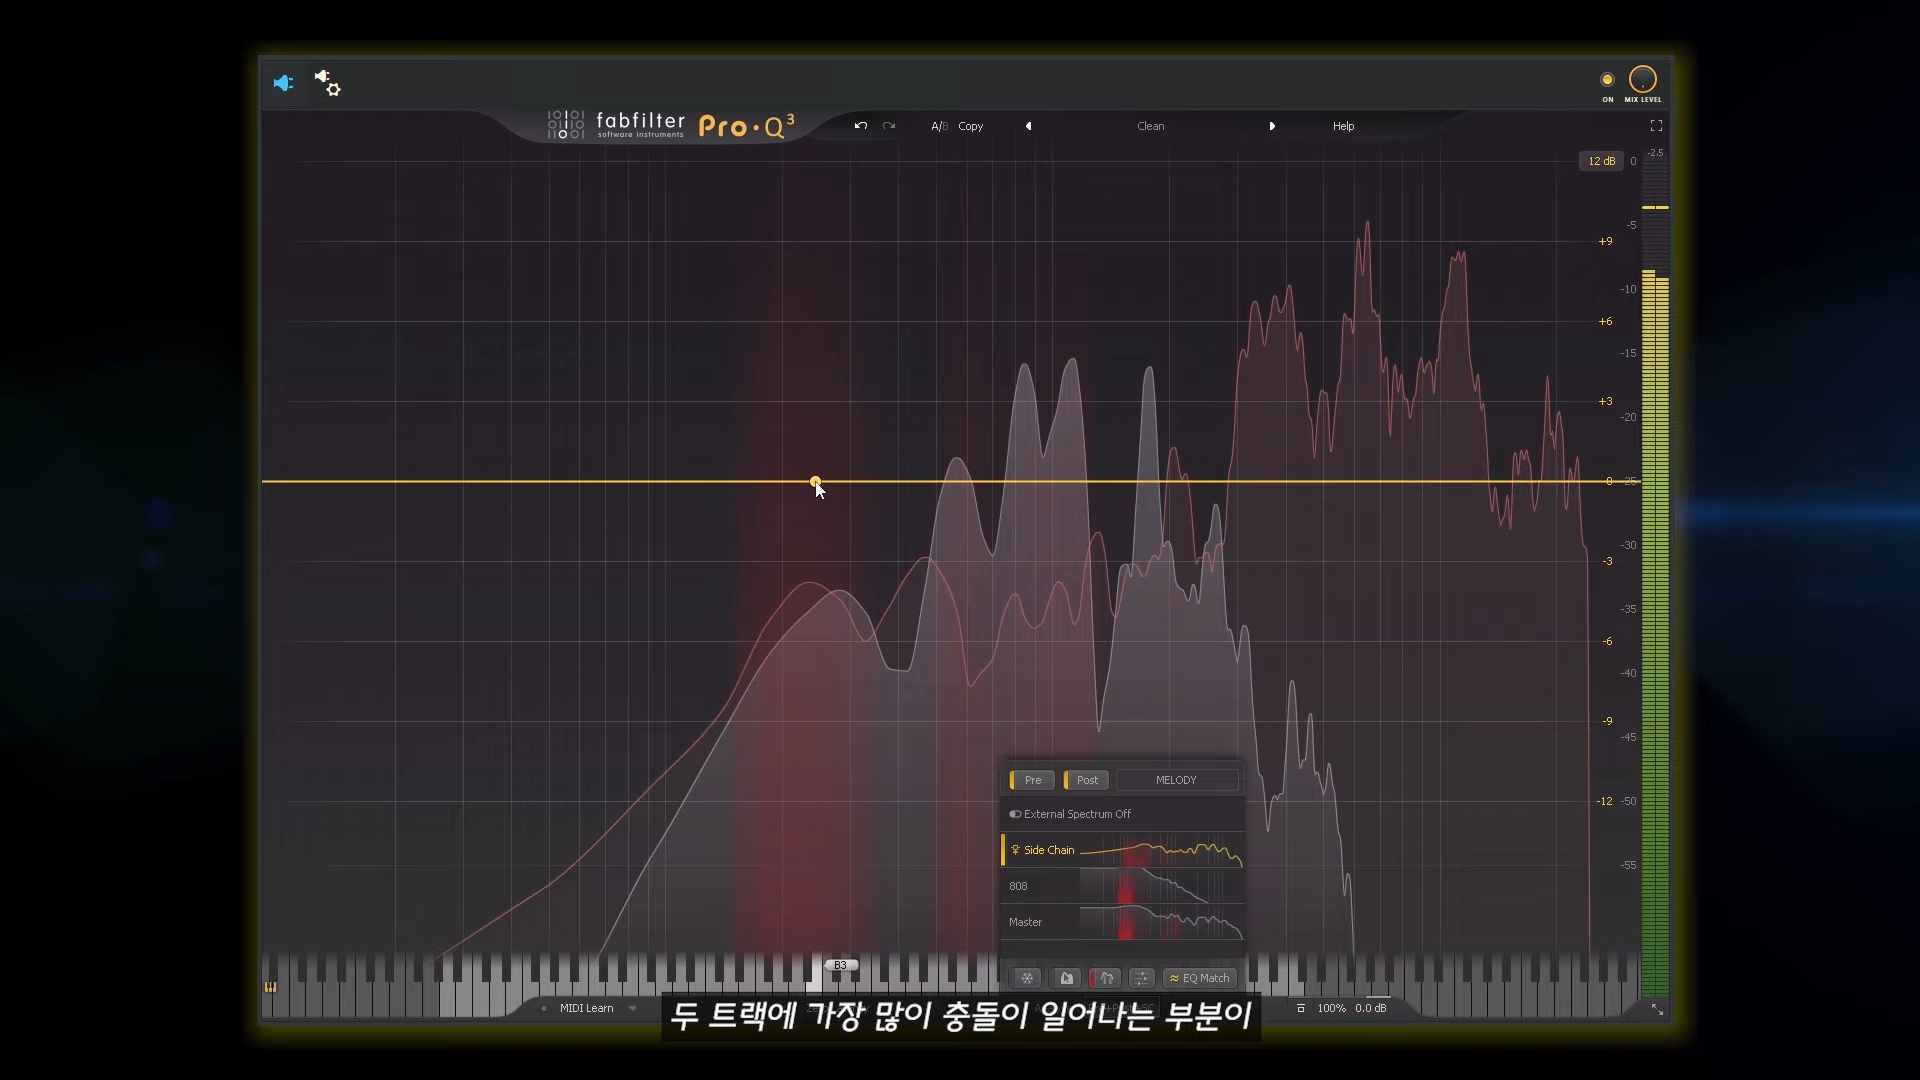 ON
MIX LEVEL
fabfilter
software instruments
Pro·Q³
A/B
Copy
Clean
Help
12 dB
0
-2.5
-5
+9
-10
+6
-15
+3
-20
0
-25
-30
-3
-35
-6
-40
-9
-45
-12
-50
-55
Pre
Post
MELODY
External Spectrum Off
Side Chain
808
Master
B3
EQ Match
MIDI Learn
100%
0.0 dB
두 트랙에 가장 많이 충돌이 일어나는 부분이